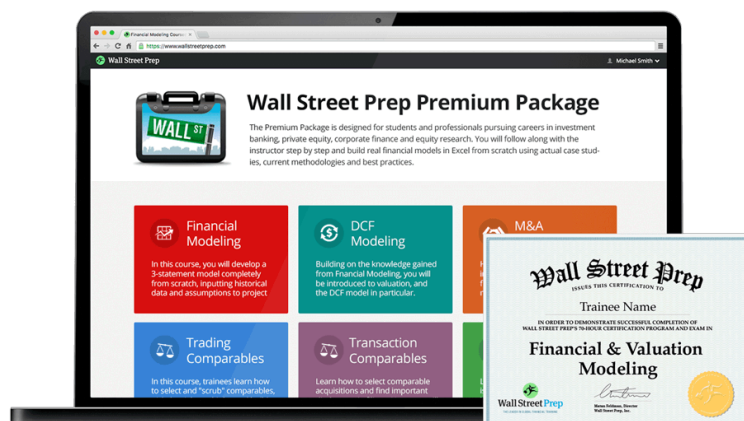 Financial Modeling Course
https://www.wallstreetprep.com
Wall Street Prep
Michael Smith
WALL ST
Wall Street Prep Premium Package
The Premium Package is designed for students and professionals pursuing careers in investment
banking, private equity, corporate finance and equity research. You will follow along with the
instructor step by step and build real financial models in Excel from scratch using actual case stud-
ies, current methodologies and best practices.
Financial
Modeling
In this course, you will develop a
3-statement model completely
from scratch, inputting historical
data and assumptions to project
DCF
Modeling
Building on the knowledge gained
from Fnancial Modeling, you will
be introduced to valuation, and
the DCF model in particular.
M&A
Trading
Comparables
In this course, trainees learn how
to select and "scrub" comparables,
Transaction
Comparables
Learn how to select comparable
acquisitions and find important
Wall Street Prep
ISSUES THIS CERTIFICATION TO
Trainee Name
IN ORDER TO DEMONSTRATE SUCCESSFUL COMPLETION OF
WALL STREET PREP'S 70-HOUR CERTIFICATION PROGRAM AND EXAM IN
Financial & Valuation
Modeling
Wall Street Prep
Director
Wall Street Prep, Inc.